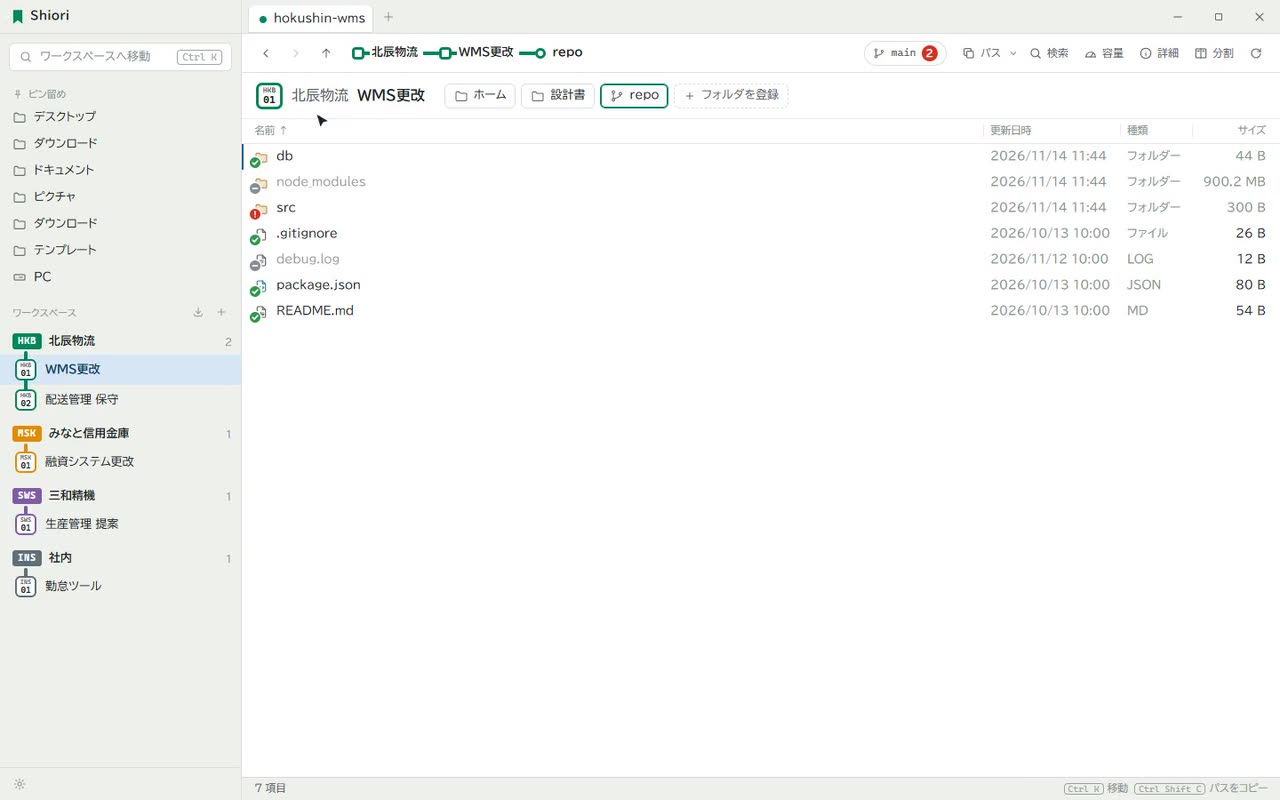 Shiori
hokushin-wms
ワークスペースへ移動 Ctrl K
北辰物流 WMS更改 repo
main 2 パス 検索 容量 詳細 分割
ピン留め
デスクトップ
ダウンロード
ドキュメント
ピクチャ
ダウンロード
テンプレート
PC
ワークスペース
HKB 北辰物流 2
HKB 01 WMS更改
HKB 02 配送管理 保守
MSK みなと信用金庫 1
MSK 01 融資システム更改
SWS 三和精機 1
SWS 01 生産管理 提案
INS 社内 1
INS 01 勤怠ツール
HKB 01 北辰物流 WMS更改 ホーム 設計書 repo + フォルダを登録
名前 ↑ 更新日時 種類 サイズ
db 2026/11/14 11:44 フォルダー 44 B
node_modules 2026/11/14 11:44 フォルダー 900.2 MB
src 2026/11/14 11:44 フォルダー 300 B
.gitignore 2026/10/13 10:00 ファイル 26 B
debug.log 2026/11/12 10:00 LOG 12 B
package.json 2026/10/13 10:00 JSON 80 B
README.md 2026/10/13 10:00 MD 54 B
7 項目
Ctrl K 移動 Ctrl Shift C パスをコピー